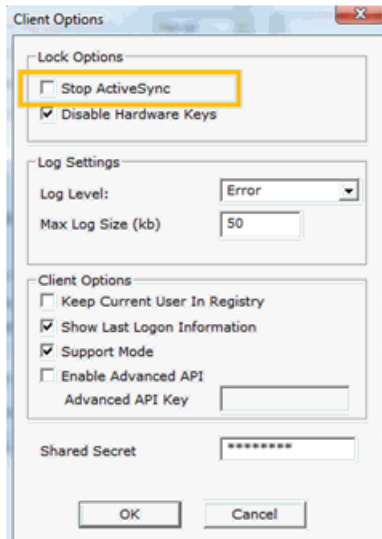 Client Options
Lock Options
Stop ActiveSync
Disable Hardware Keys
Log Settings
Log Level:
Error
Max Log Size (kb)
50
Client Options
Keep Current User In Registry
Show Last Logon Information
Support Mode
Enable Advanced API
Advanced API Key
Shared Secret
********
OK
Cancel